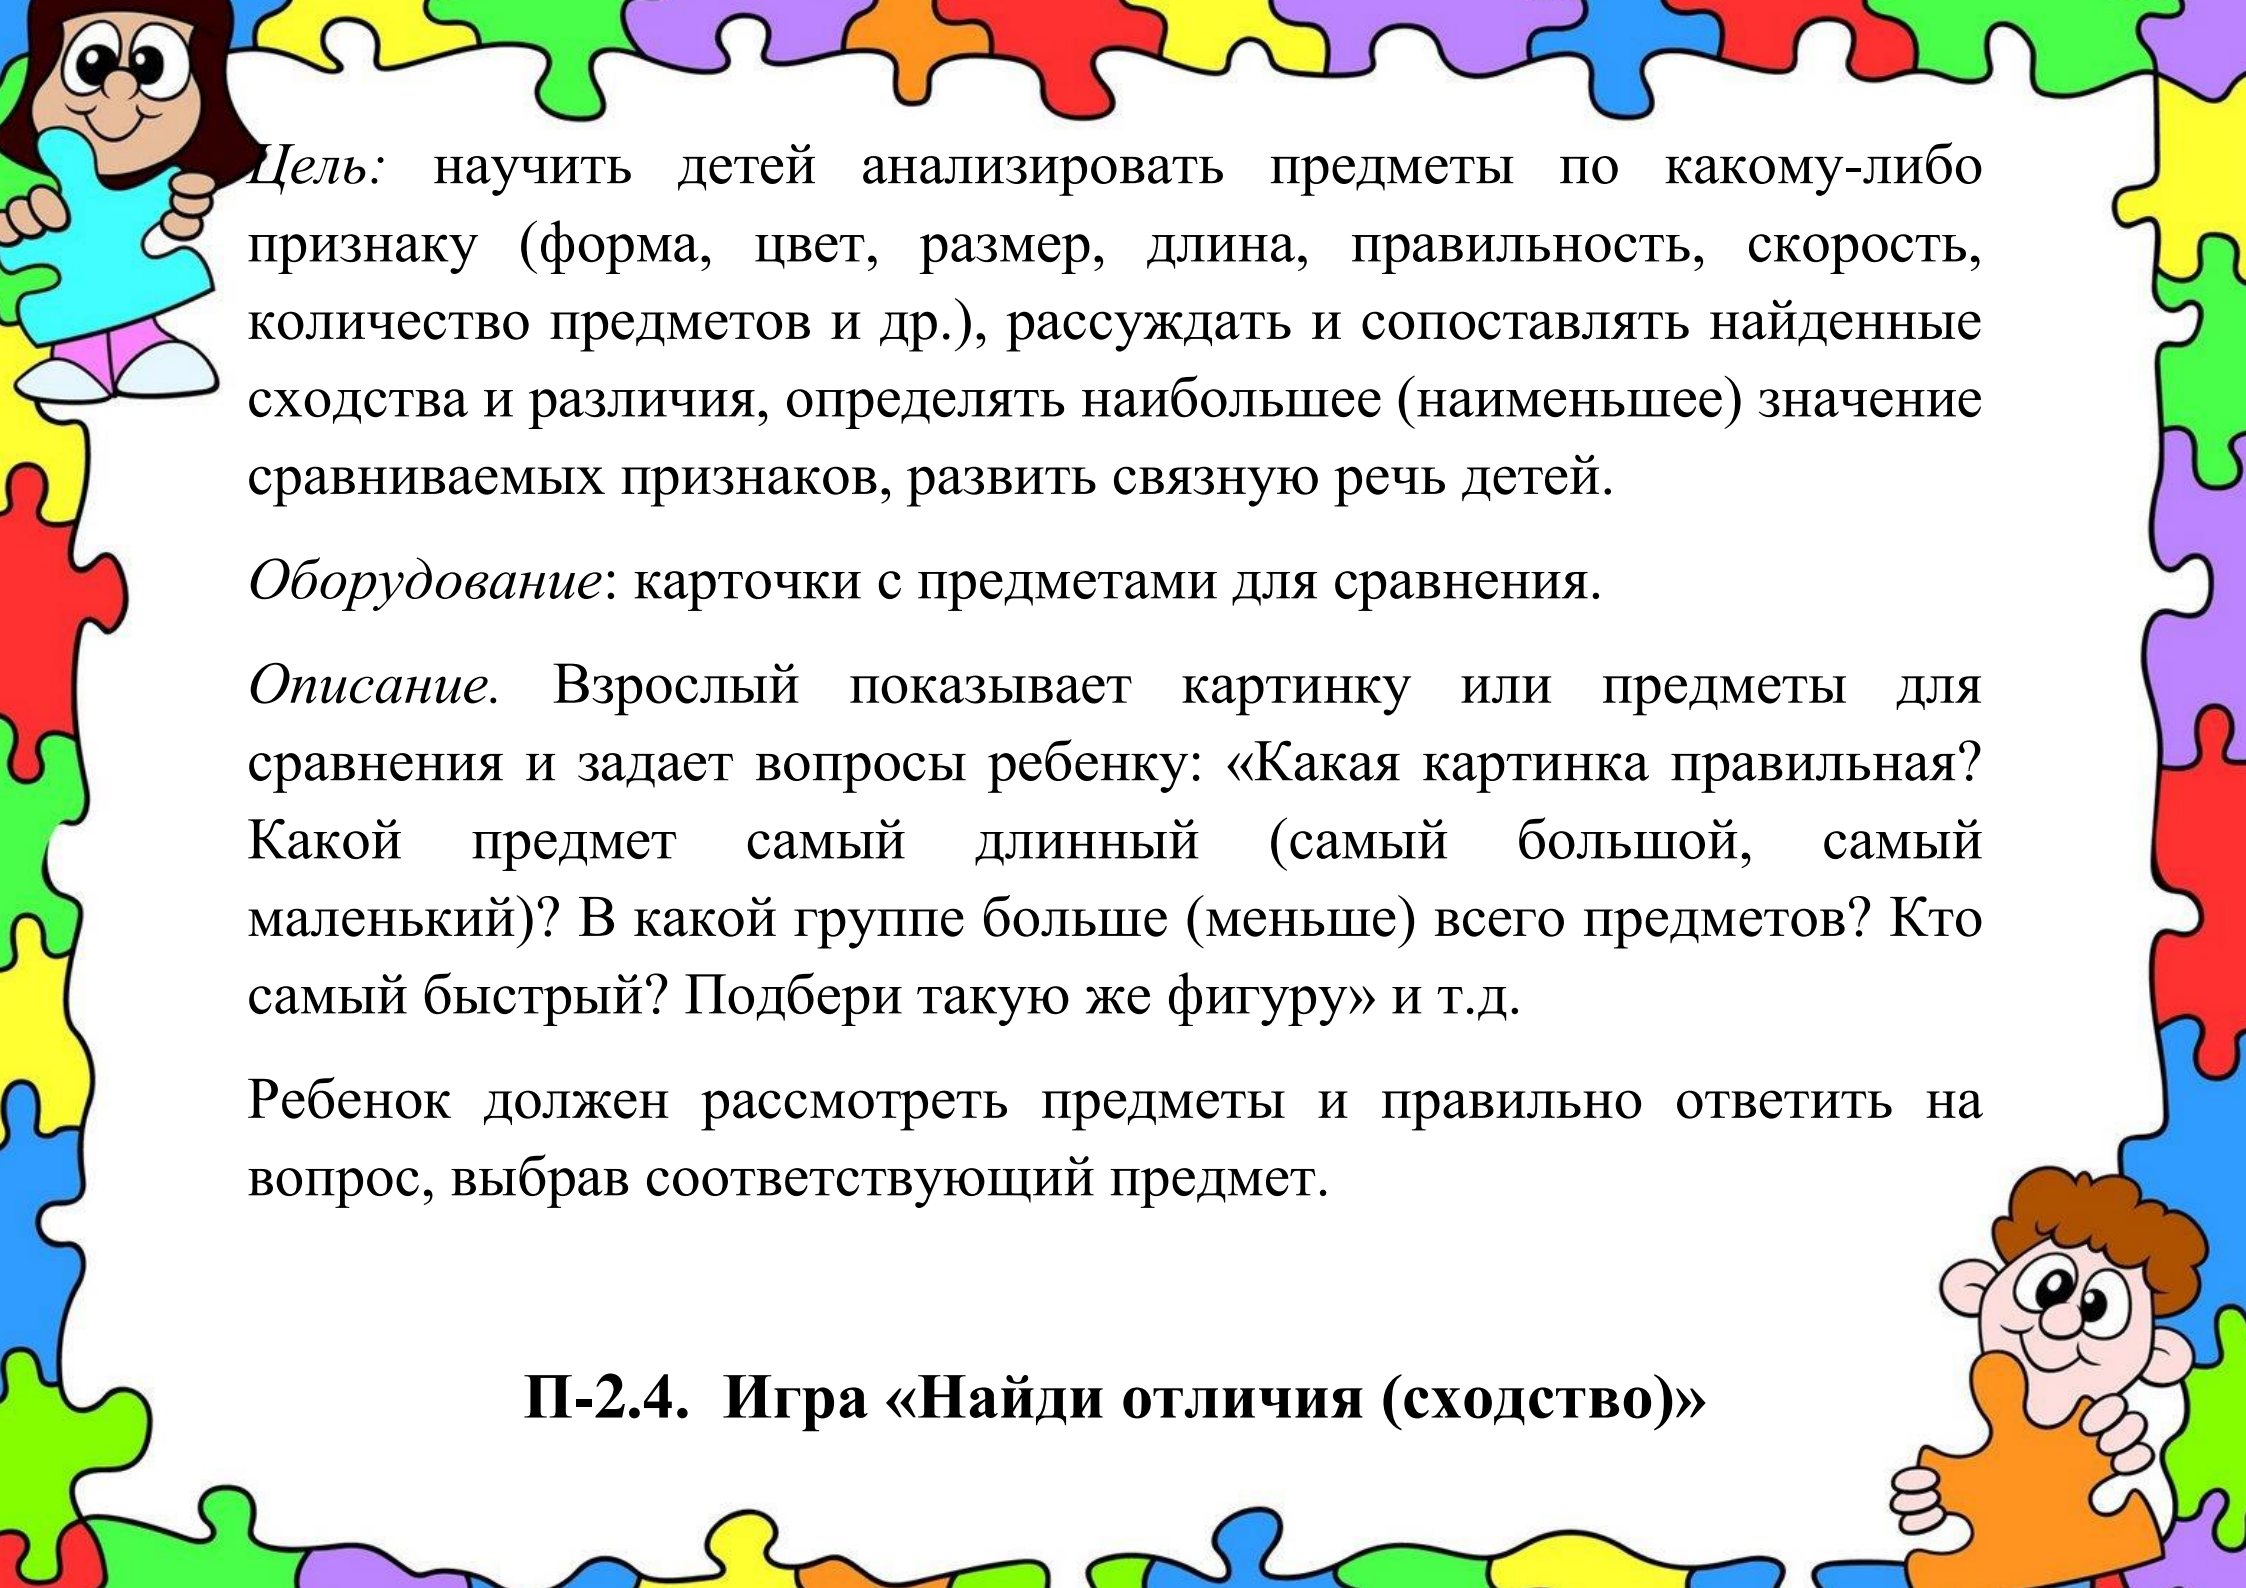 Цель: научить детей анализировать предметы по какому-либо
признаку (форма, цвет, размер, длина, правильность, скорость,
количество предметов и др.), рассуждать и сопоставлять найденные
сходства и различия, определять наибольшее (наименьшее) значение
сравниваемых признаков, развить связную речь детей.
Оборудование: карточки с предметами для сравнения.
Описание. Взрослый показывает картинку или предметы для
сравнения и задает вопросы ребенку: «Какая картинка правильная?
Какой предмет самый длинный (самый большой, самый
маленький)? В какой группе больше (меньше) всего предметов? Кто
самый быстрый? Подбери такую же фигуру» и т.д.
Ребенок должен рассмотреть предметы и правильно ответить на
вопрос, выбрав соответствующий предмет.
П-2.4. Игра «Найди отличия (сходство)»